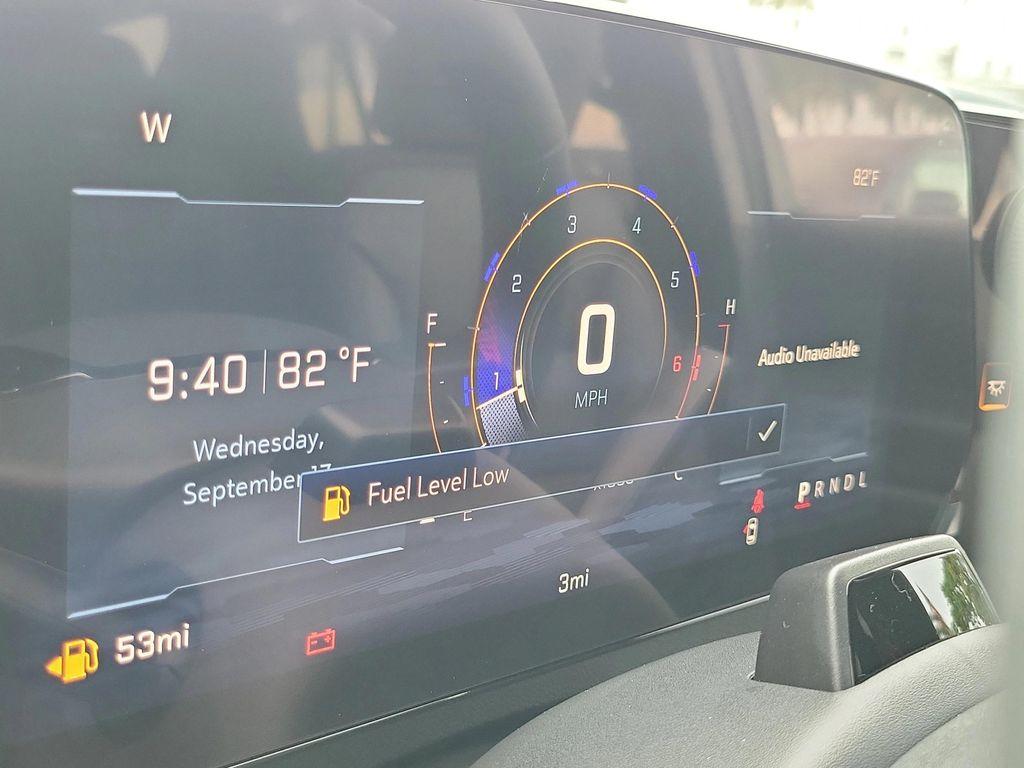 W
82°F
3
4
2
5
F
H
1
0
6
9:40 | 82 °F
MPH
Audio Unavailable
Wednesday,
September 17
Fuel Level Low
PRNDL
3mi
53mi